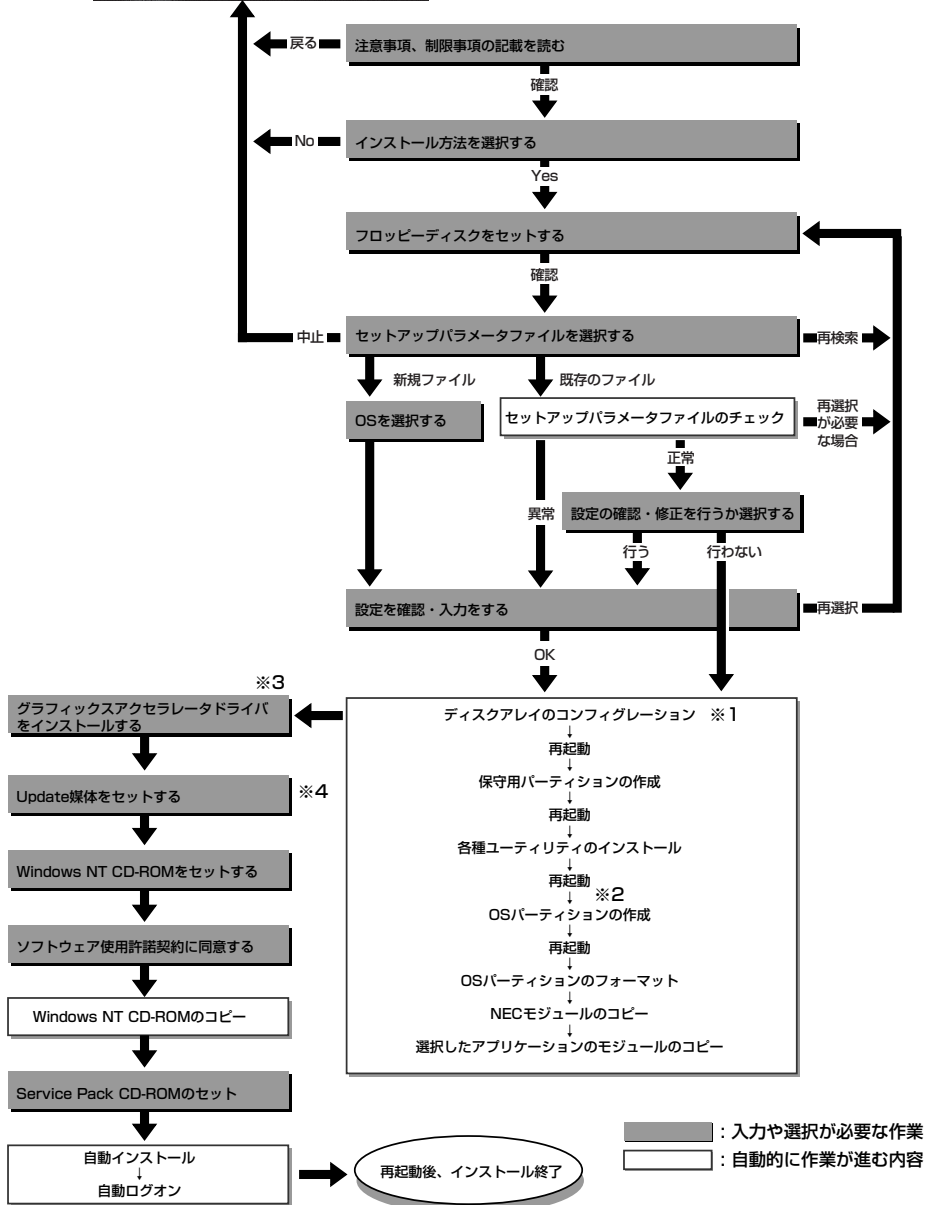 戻る
注意事項、制限事項の記載を読む
確認
No
インストール方法を選択する
Yes
フロッピーディスクをセットする
確認
中止
セットアップパラメータファイルを選択する
再検索
新規ファイル
既存のファイル
OSを選択する
セットアップパラメータファイルのチェック
再選択
が必要
な場合
正常
異常
設定の確認・修正を行うか選択する
行う
行わない
設定を確認・入力をする
再選択
OK
※3
グラフィックスアクセラレータドライバ
をインストールする
Update媒体をセットする
※4
Windows NT CD-ROMをセットする
ソフトウェア使用許諾契約に同意する
Windows NT CD-ROMのコピー
Service Pack CD-ROMのセット
自動インストール
↓
自動ログオン
ディスクアレイのコンフィグレーション ※1
↓
再起動
↓
保守用パーティションの作成
↓
再起動
↓
各種ユーティリティのインストール
↓
再起動
↓ ※2
OSパーティションの作成
↓
再起動
↓
OSパーティションのフォーマット
↓
NECモジュールのコピー
↓
選択したアプリケーションのモジュールのコピー
再起動後、インストール終了
：入力や選択が必要な作業
：自動的に作業が進む内容